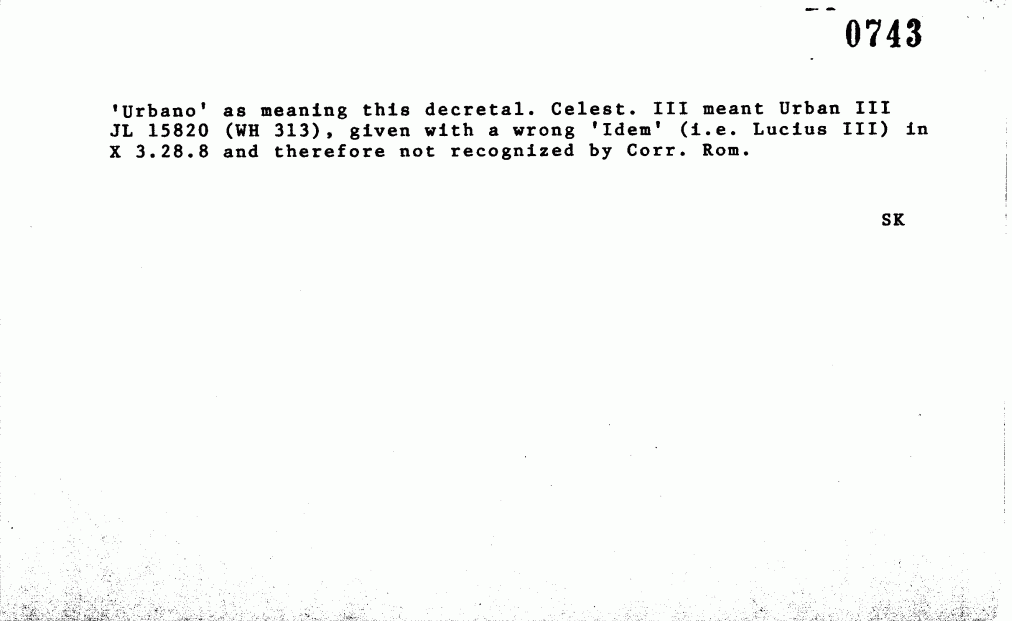 0743
'Urbano' as meaning this decretal. Celest. III meant Urban III
JL 15820 (WH 313), given with a wrong 'Idem' (i.e. Lucius III) in
X 3.28.8 and therefore not recognized by Corr. Rom.
SK